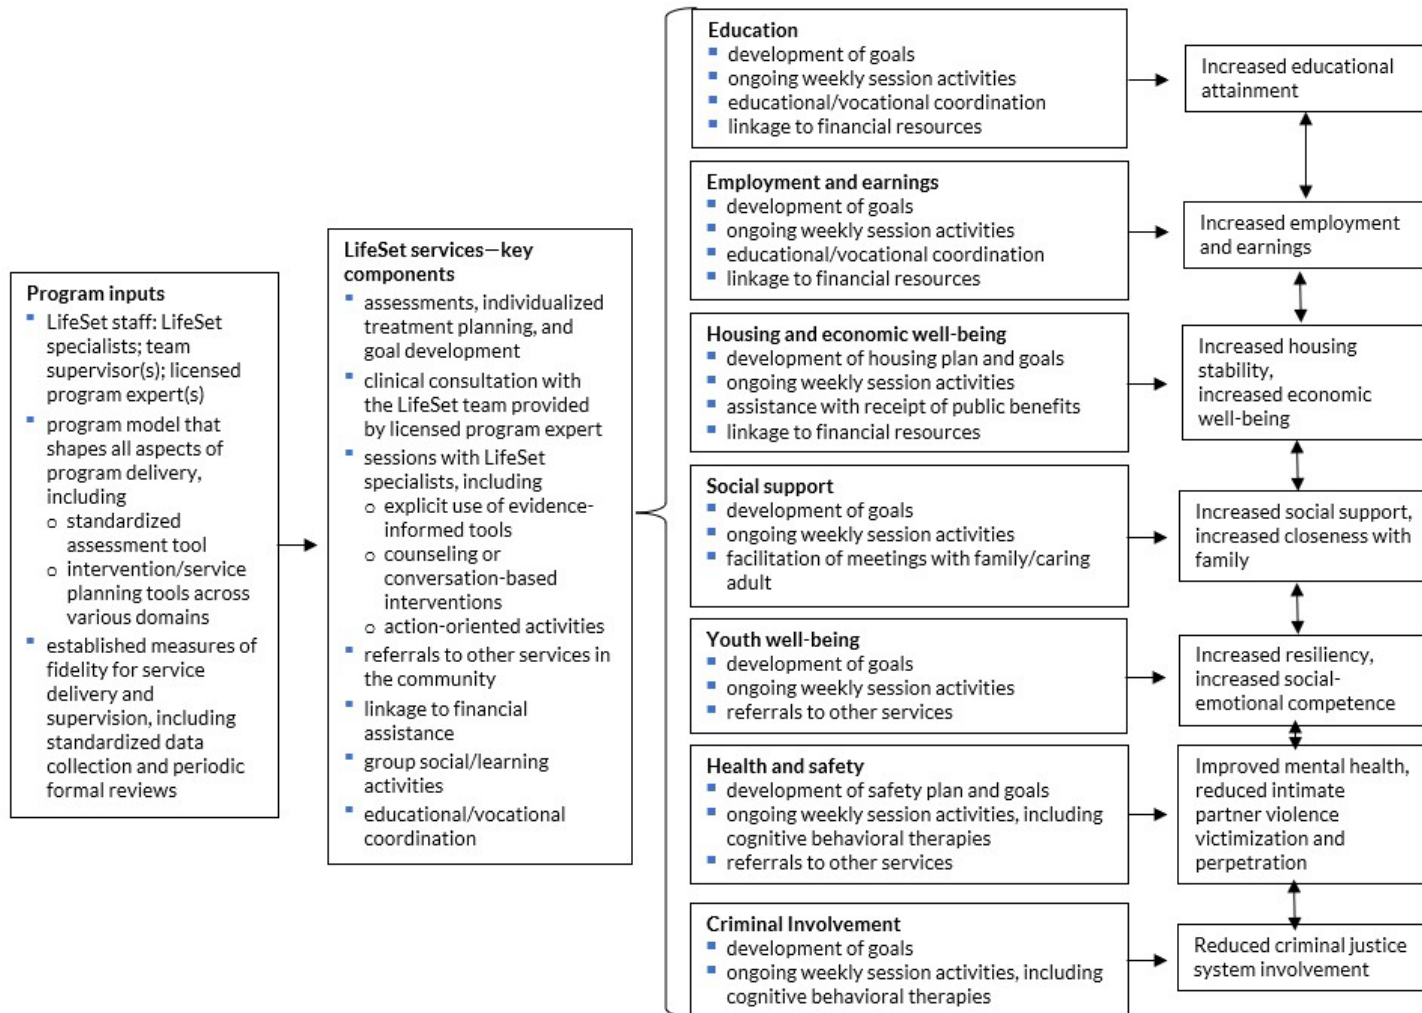 Program inputs
▪ LifeSet staff: LifeSet
specialists; team
supervisor(s); licensed
program expert(s)
▪ program model that
shapes all aspects of
program delivery,
including
o standardized
assessment tool
o intervention/service
planning tools across
various domains
▪ established measures of
fidelity for service
delivery and
supervision, including
standardized data
collection and periodic
formal reviews
LifeSet services—key
components
▪ assessments, individualized
treatment planning, and
goal development
▪ clinical consultation with
the LifeSet team provided
by licensed program expert
▪ sessions with LifeSet
specialists, including
o explicit use of evidence-
informed tools
o counseling or
conversation-based
interventions
o action-oriented activities
▪ referrals to other services in
the community
▪ linkage to financial
assistance
▪ group social/learning
activities
▪ educational/vocational
coordination
Education
▪ development of goals
▪ ongoing weekly session activities
▪ educational/vocational coordination
▪ linkage to financial resources
Increased educational
attainment
Employment and earnings
▪ development of goals
▪ ongoing weekly session activities
▪ educational/vocational coordination
▪ linkage to financial resources
Increased employment
and earnings
Housing and economic well-being
▪ development of housing plan and goals
▪ ongoing weekly session activities
▪ assistance with receipt of public benefits
▪ linkage to financial resources
Increased housing
stability,
increased economic
well-being
Social support
▪ development of goals
▪ ongoing weekly session activities
▪ facilitation of meetings with family/caring
adult
Increased social support,
increased closeness with
family
Youth well-being
▪ development of goals
▪ ongoing weekly session activities
▪ referrals to other services
Increased resiliency,
increased social-
emotional competence
Health and safety
▪ development of safety plan and goals
▪ ongoing weekly session activities, including
cognitive behavioral therapies
▪ referrals to other services
Improved mental health,
reduced intimate
partner violence
victimization and
perpetration
Criminal Involvement
▪ development of goals
▪ ongoing weekly session activities, including
cognitive behavioral therapies
Reduced criminal justice
system involvement